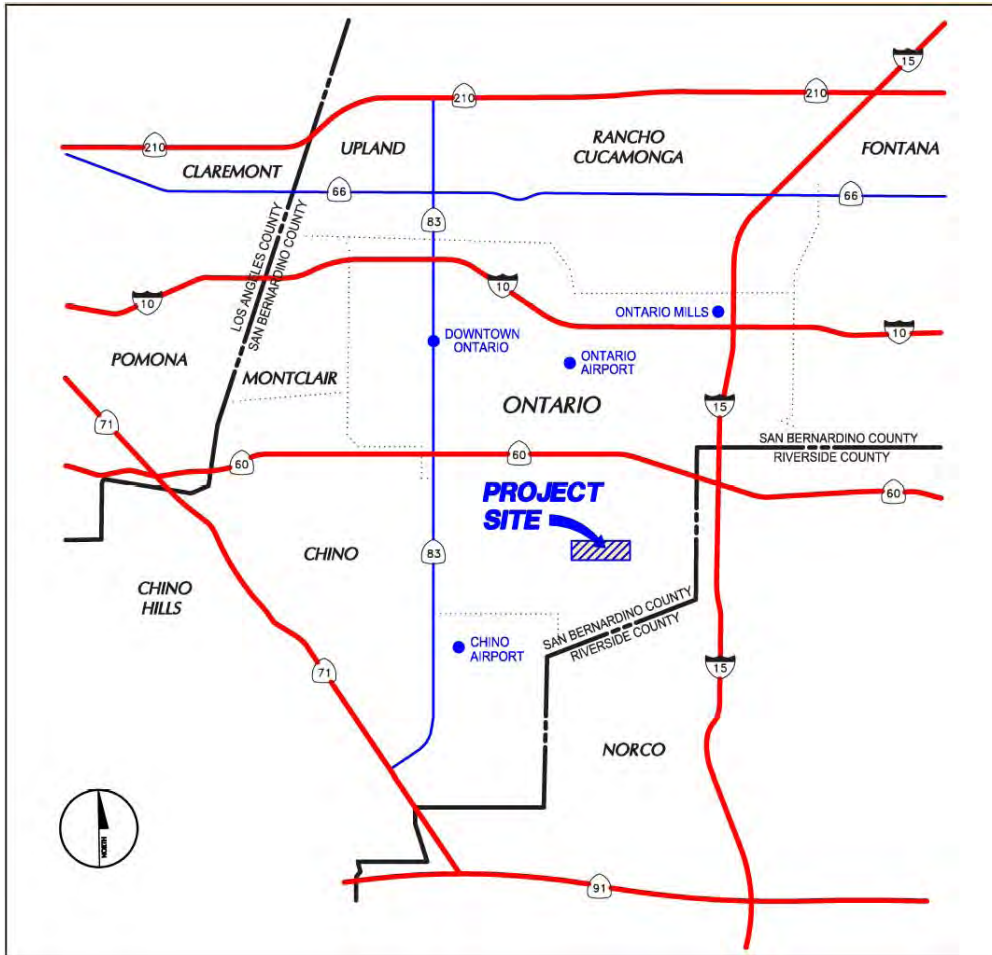 15
210
210
210
UPLAND
RANCHO
CUCAMONGA
FONTANA
CLAREMONT
66
66
83
LOS ANGELES COUNTY
SAN BERNARDINO COUNTY
10
10
10
ONTARIO MILLS
DOWNTOWN
ONTARIO
ONTARIO
AIRPORT
POMONA
MONTCLAIR
ONTARIO
15
71
SAN BERNARDINO COUNTY
RIVERSIDE COUNTY
60
60
60
PROJECT
SITE
CHINO
83
CHINO
HILLS
SAN BERNARDINO COUNTY
RIVERSIDE COUNTY
CHINO
AIRPORT
71
15
NORCO
NORTH
91